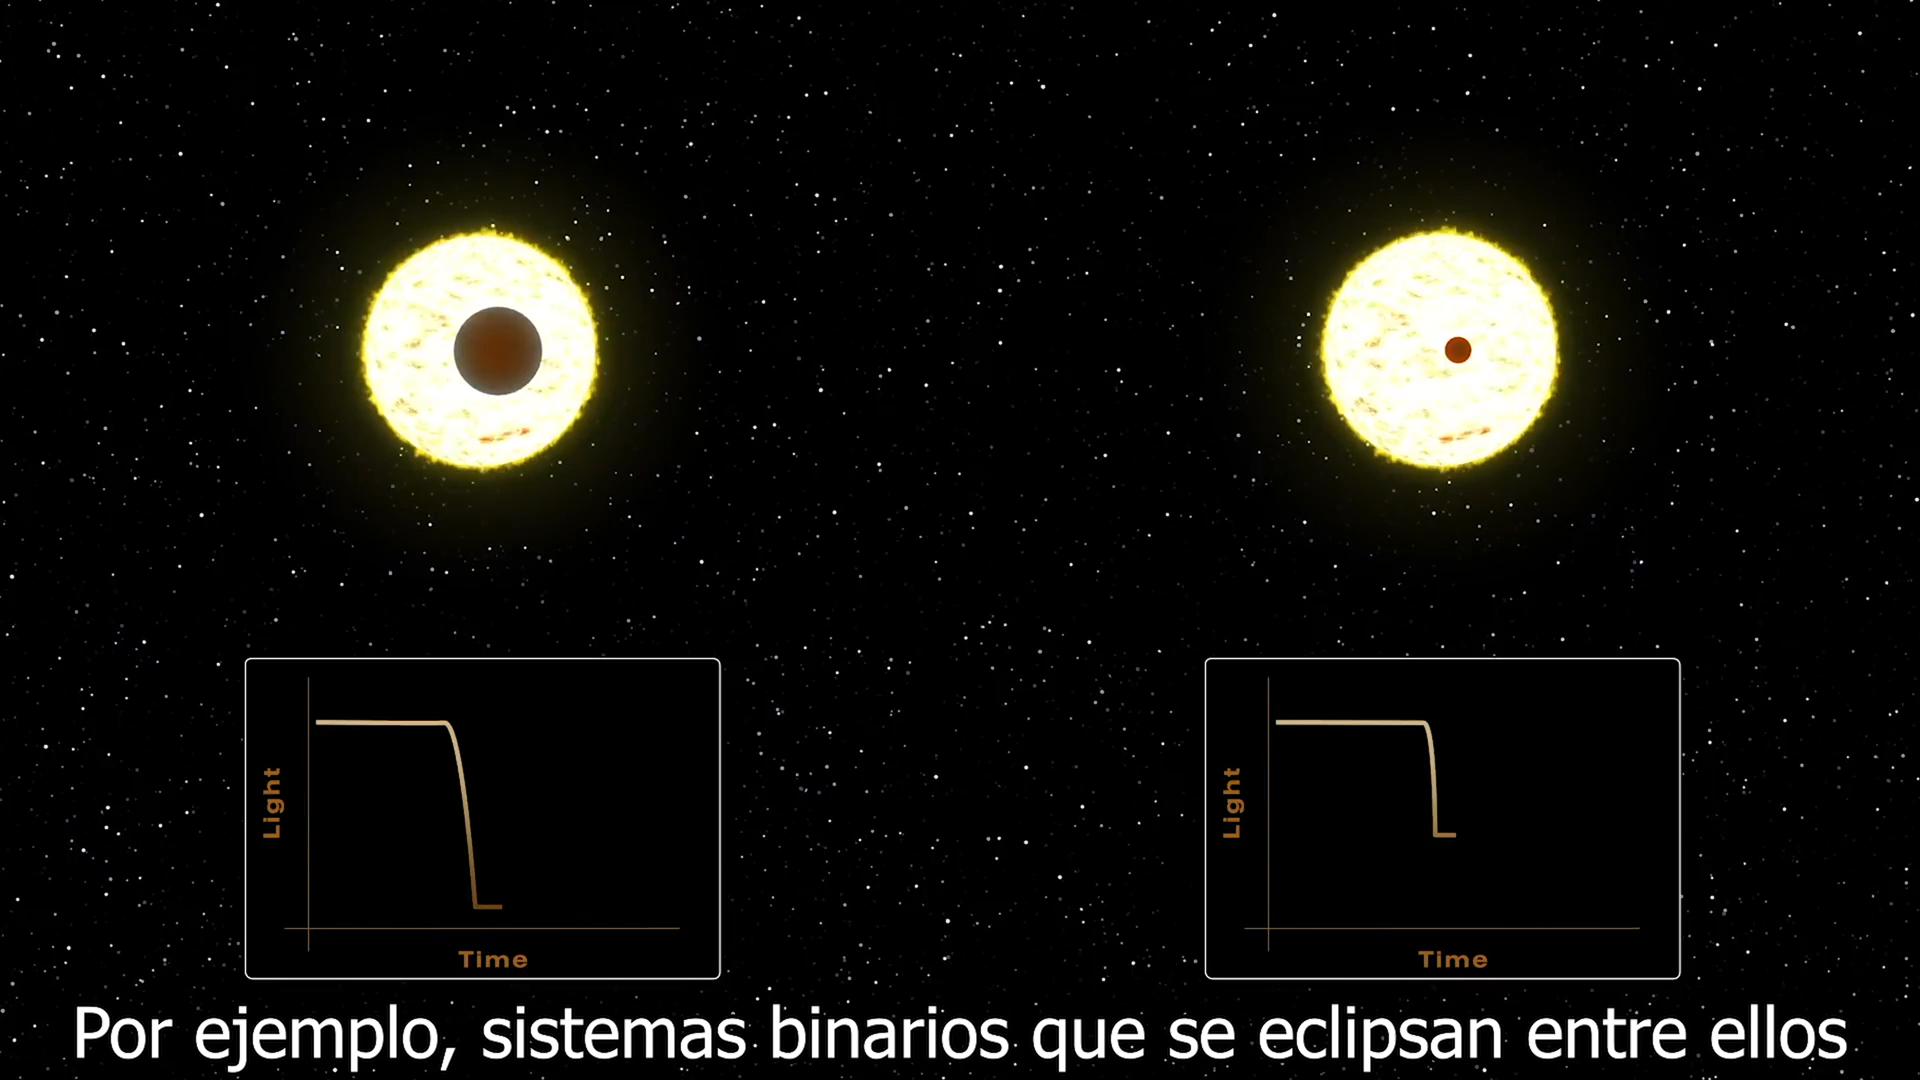 Light
Time
Light
Time
Por ejemplo, sistemas binarios que se eclipsan entre ellos